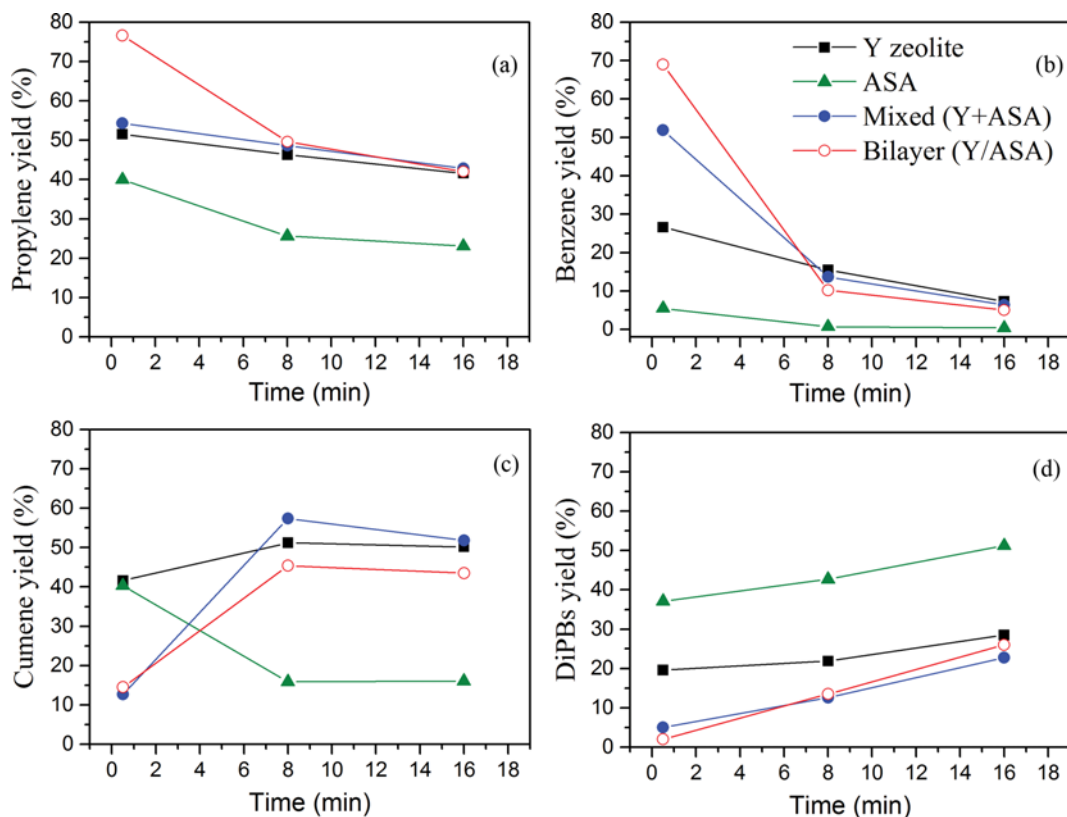 80
70
60
50
40
30
20
10
0
Propylene yield (%)
(a)
0 2 4 6 8 10 12 14 16 18
Time (min)
80
70
60
50
40
30
20
10
0
Benzene yield (%)
Y zeolite
(b)
ASA
Mixed (Y+ASA)
Bilayer (Y/ASA)
0 2 4 6 8 10 12 14 16 18
Time (min)
80
70
60
50
40
30
20
10
0
Cumene yield (%)
(c)
0 2 4 6 8 10 12 14 16 18
Time (min)
80
70
60
50
40
30
20
10
0
DiPBs yield (%)
(d)
0 2 4 6 8 10 12 14 16 18
Time (min)